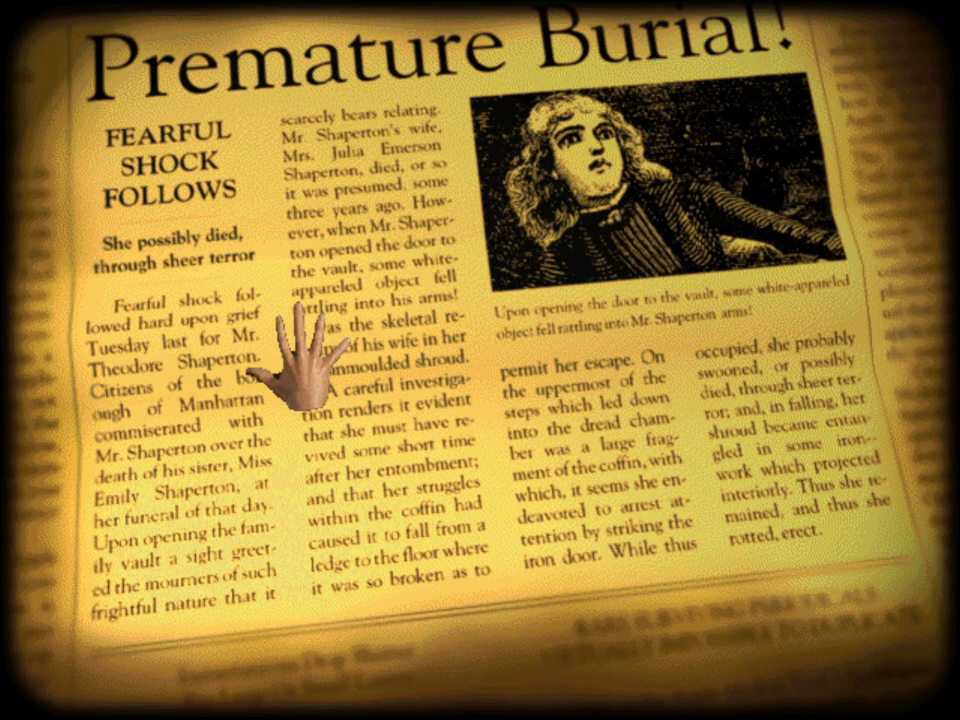 Premature Burial!
FEARFUL
SHOCK
FOLLOWS
She possibly died,
through sheer terror
Fearful shock fol-
lowed hard upon grief
Tuesday last for Mr.
Theodore Shaperton.
Citizens of the
ough of Manhattan
commiserated with
Mr. Shaperton over the
death of his sister, Miss
Emily Shaperton, at
her funeral of that day.
Upon opening the fam-
ily vault a sight greet-
ed the mourners of such
frightful nature that it
scarcely bears relating.
Mr. Shaperton's wife,
Mrs. Julia Emerson
Shaperton, died, or so
it was presumed, some
three years ago. How-
ever, when Mr. Shaper-
ton opened the door to
the vault, some white-
appareled object fell
rattling into his arms!
as the skeletal re-
of his wife in her
unmoulded shroud.
A careful investiga-
tion renders it evident
that she must have re-
vived some short time
after her entombment;
and that her struggles
within the coffin had
caused it to fall from a
ledge to the floor where
it was so broken as to
Upon opening the door to the vault, some white-appareled
object fell rattling into Mr. Shaperton arms!
permit her escape. On
the uppermost of the
steps which led down
into the dread cham-
ber was a large frag-
ment of the coffin, with
which, it seems she en-
deavored to arrest at-
tention by striking the
iron door. While thus
occupied, she probably
swooned, or possibly
died, through sheer ter-
ror; and, in falling, her
shroud became entan-
gled in some iron--
work which projected
interiorly. Thus she re-
mained, and thus she
rotted, erect.